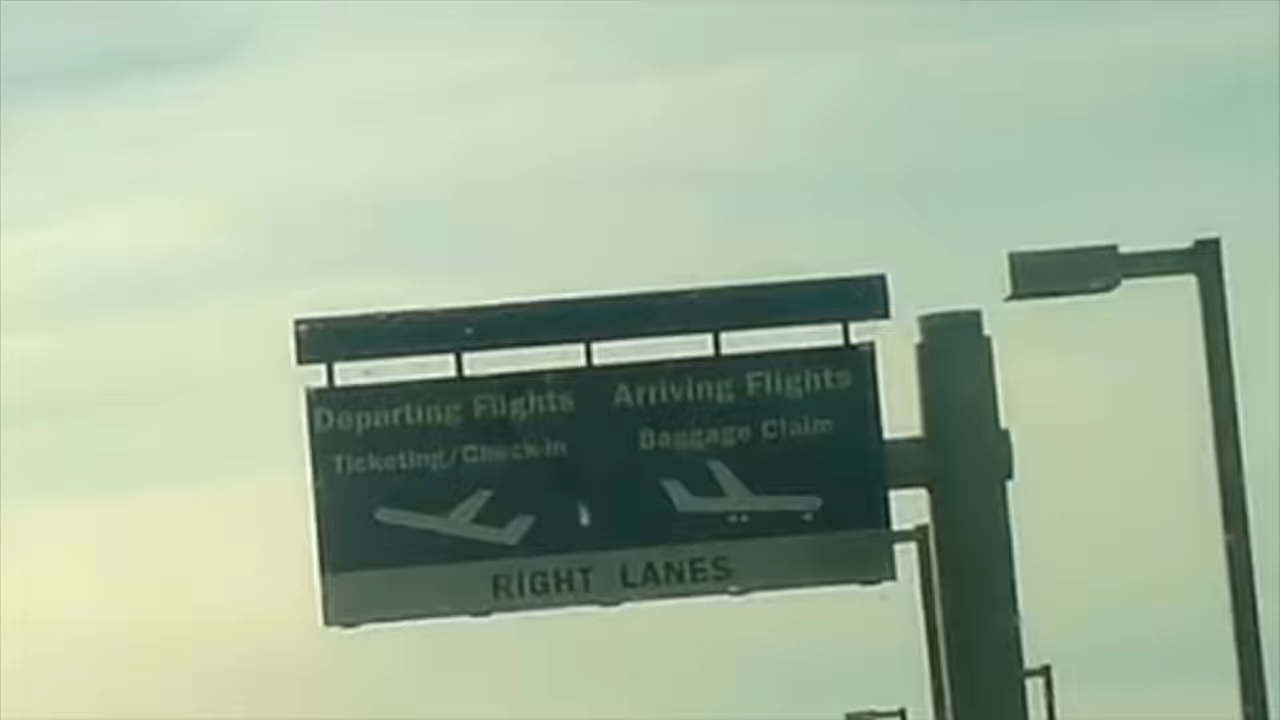 Departing Flights
Ticketing/Check-in
Arriving Flights
Baggage Claim
RIGHT LANES